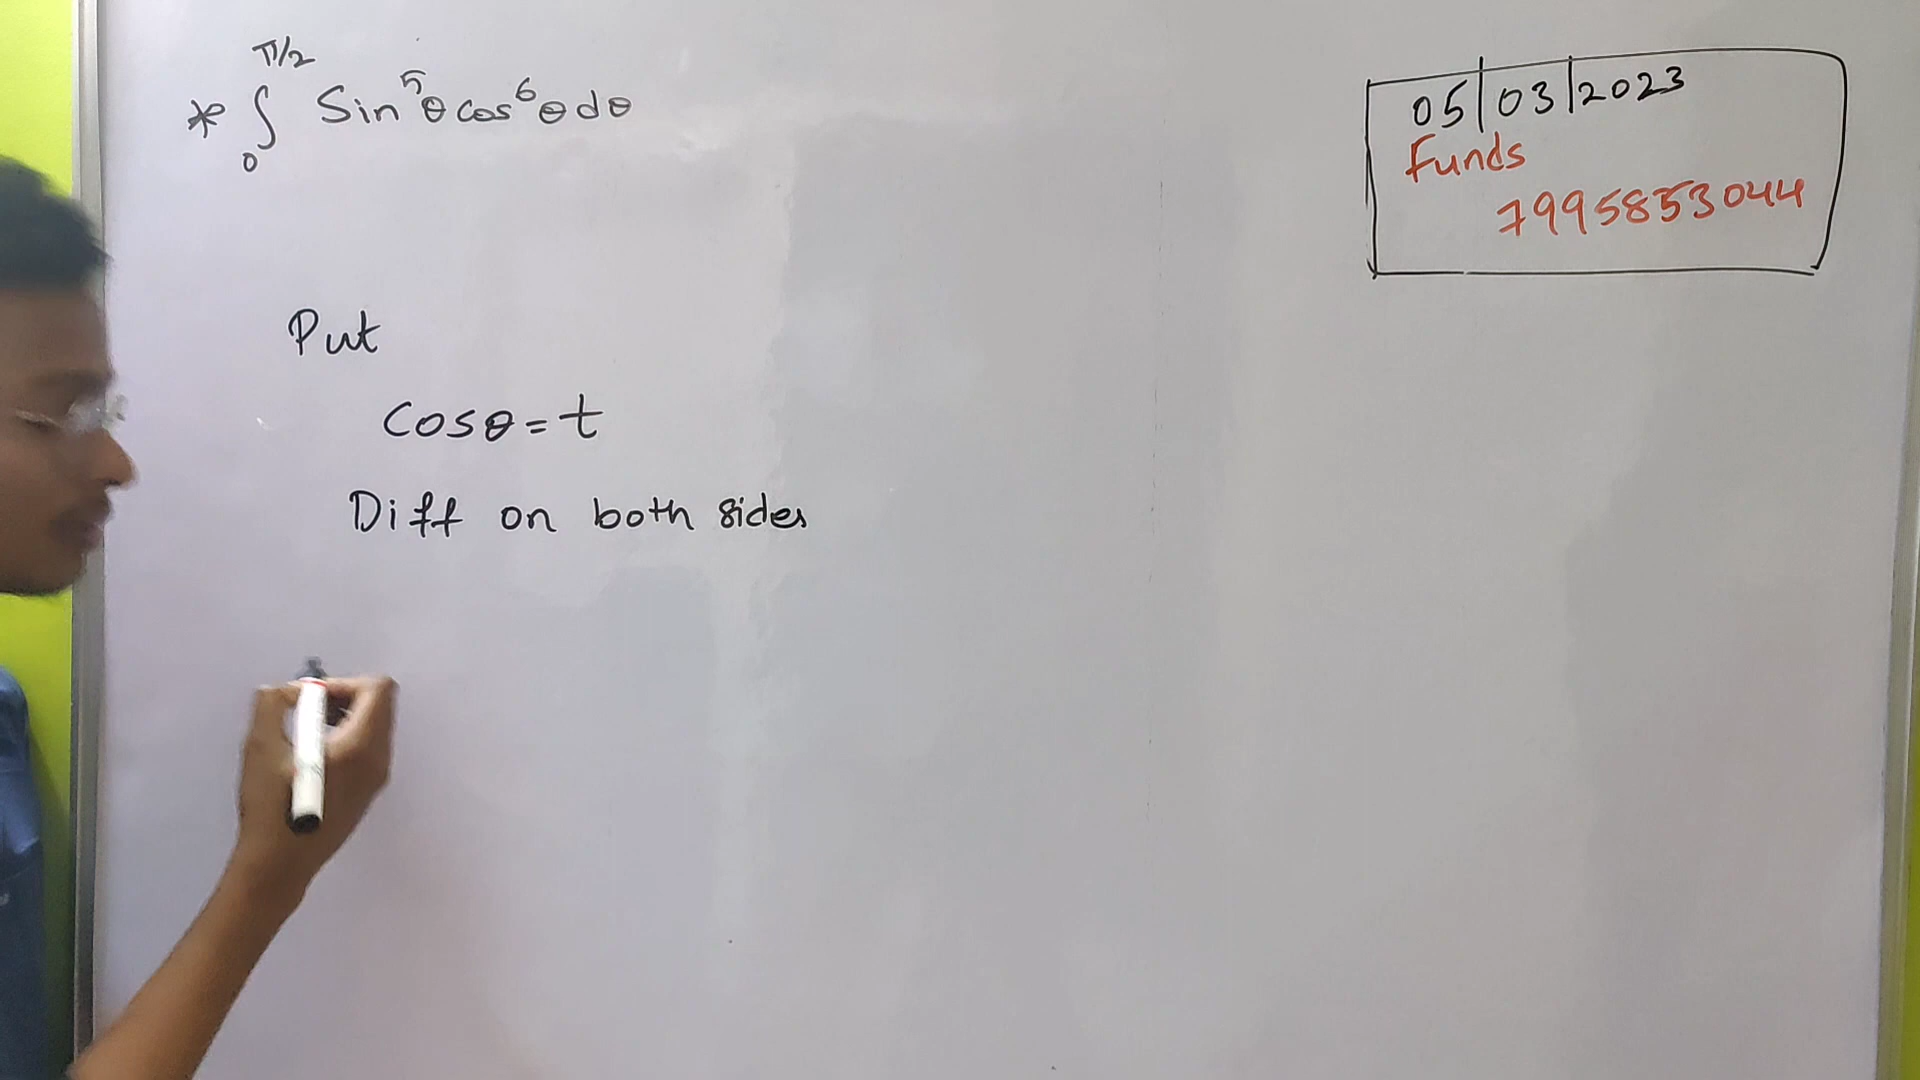 * ∫₀^π/2 Sin⁵θ cos⁶θ dθ
05|03|2023
Funds
7995853044
Put
Cosθ = t
Diff on both sides